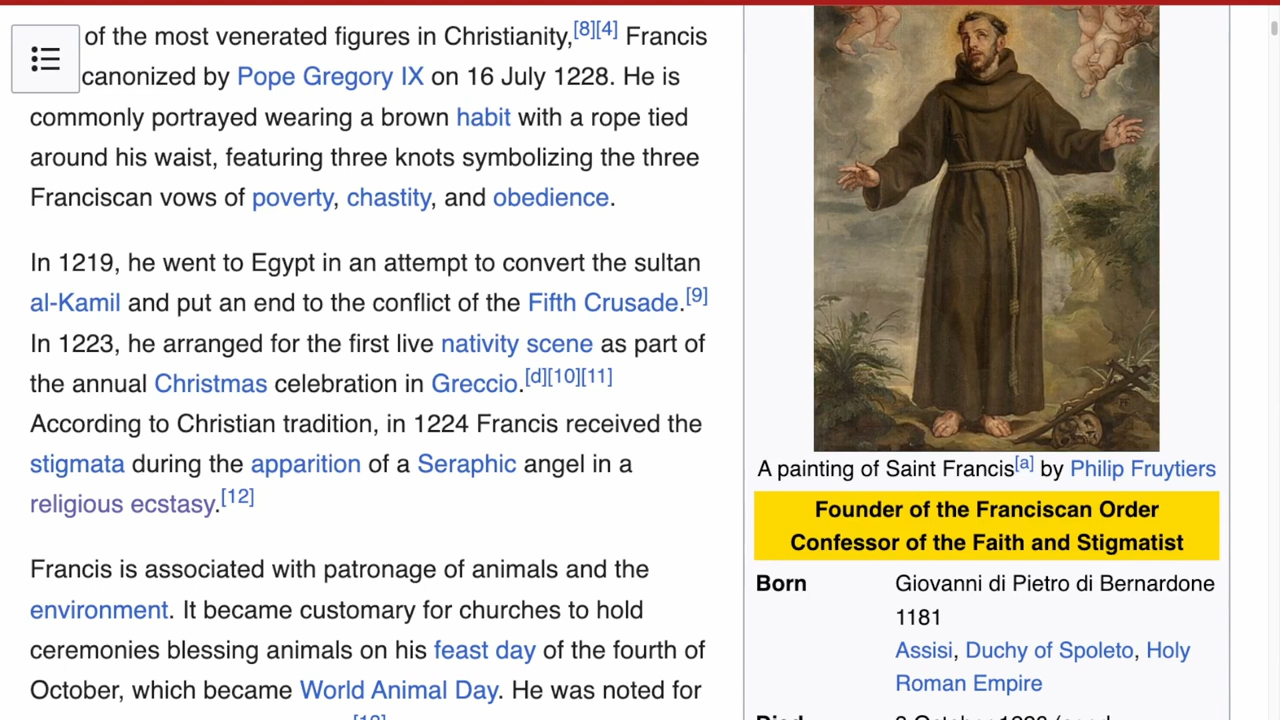 of the most venerated figures in Christianity,[8][4] Francis
canonized by Pope Gregory IX on 16 July 1228. He is
commonly portrayed wearing a brown habit with a rope tied
around his waist, featuring three knots symbolizing the three
Franciscan vows of poverty, chastity, and obedience.
In 1219, he went to Egypt in an attempt to convert the sultan
al-Kamil and put an end to the conflict of the Fifth Crusade.[9]
In 1223, he arranged for the first live nativity scene as part of
the annual Christmas celebration in Greccio.[d][10][11]
According to Christian tradition, in 1224 Francis received the
stigmata during the apparition of a Seraphic angel in a
religious ecstasy.[12]
Francis is associated with patronage of animals and the
environment. It became customary for churches to hold
ceremonies blessing animals on his feast day of the fourth of
October, which became World Animal Day. He was noted for
A painting of Saint Francis[a] by Philip Fruytiers
Founder of the Franciscan Order
Confessor of the Faith and Stigmatist
Born Giovanni di Pietro di Bernardone
1181
Assisi, Duchy of Spoleto, Holy
Roman Empire